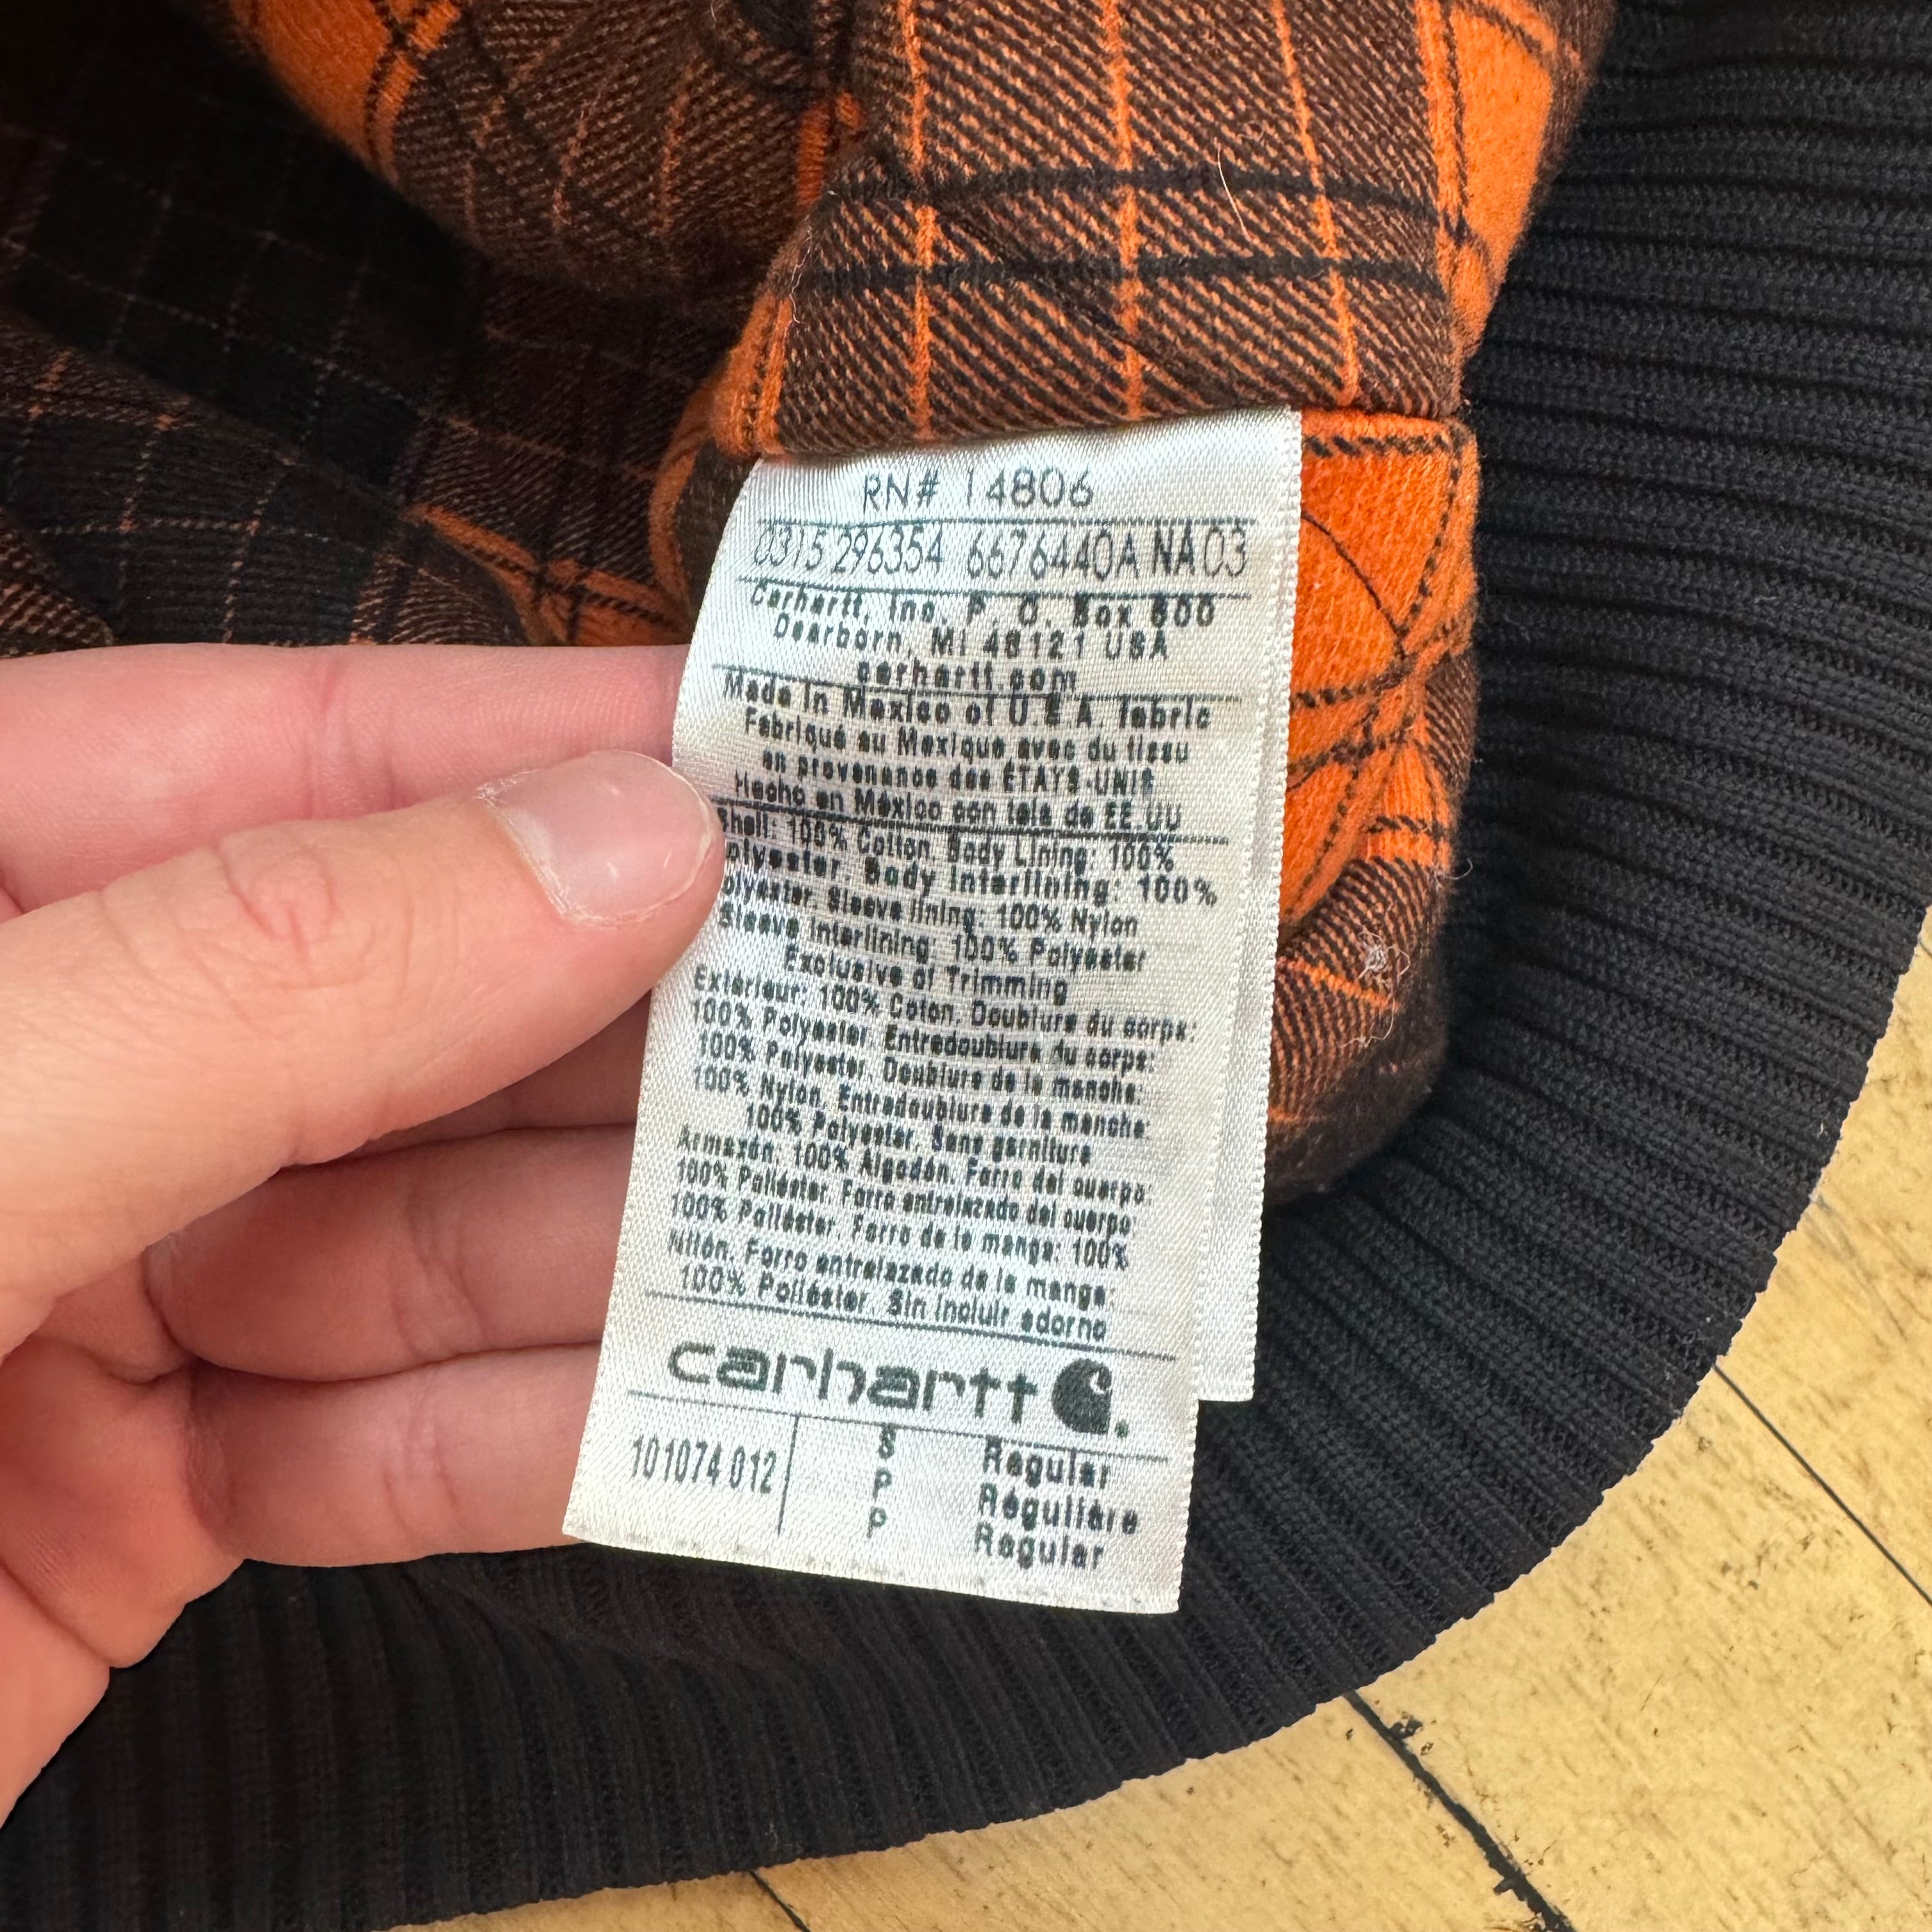 RN# 14806
0315 296354 6676440A NA03
Carhartt, Inc. P. O. Box 600
Dearborn, MI 48121 USA
carhartt.com
Made in Mexico of U.S.A. fabric
Fabriqué au Mexique avec du tissu
en provenance des ÉTATS-UNIS
Hecho en México con tela de EE.UU
Shell: 100% Cotton, Body Lining: 100%
Polyester, Body Interlining: 100%
Polyester, Sleeve lining: 100% Nylon
Sleeve Interlining, 100% Polyester
Exclusive of Trimming
Exterieur: 100% Coton, Doublure du corps:
100% Polyester, Entredoublure du corps:
100% Polyester, Doublure de la manche:
100% Nylon, Entredoublure de la manche:
100% Polyester, Sans garniture
Armazón: 100% Algodón, Forro del cuerpo:
100% Poliéster, Forro entrelazado del cuerpo:
100% Poliéster, Forro de la manga: 100%
Nilón, Forro entrelazado de la manga:
100% Poliéster, Sin incluir adorno
carhartt
101074 012 S Regular
P Régulière
P Regular